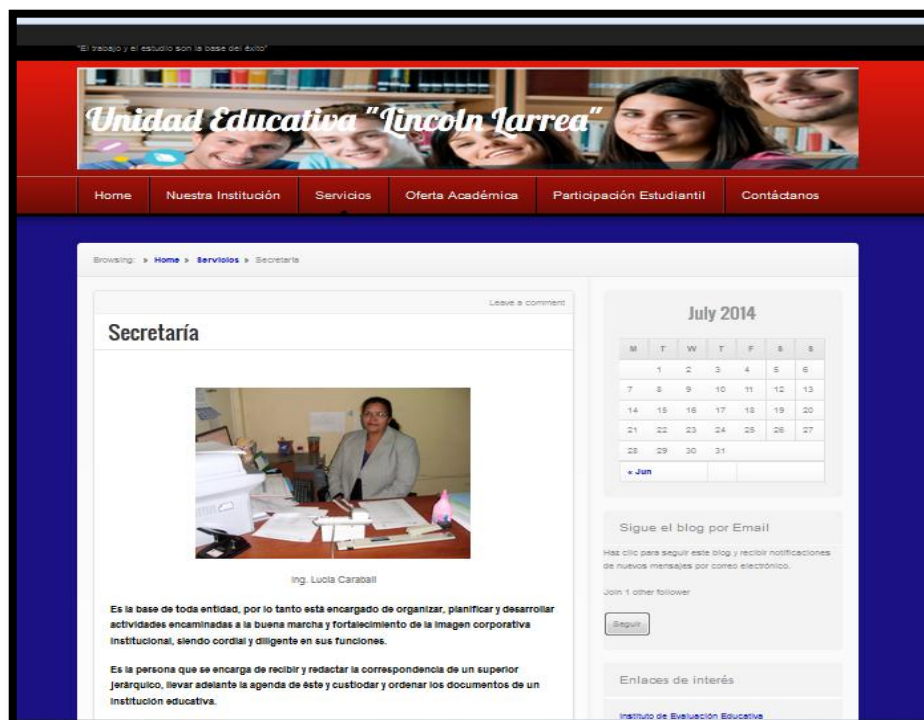 "El trabajo y el estudio son la base del éxito"
Unidad Educativa "Lincoln Larrea"
Home Nuestra Institución Servicios Oferta Académica Participación Estudiantil Contáctanos
Browsing: » Home » Servicios » Secretaría
Leave a comment
Secretaría
Ing. Lucía Caraball
Es la base de toda entidad, por lo tanto está encargado de organizar, planificar y desarrollar
actividades encaminadas a la buena marcha y fortalecimiento de la imagen corporativa
institucional, siendo cordial y diligente en sus funciones.
Es la persona que se encarga de recibir y redactar la correspondencia de un superior
jerárquico, llevar adelante la agenda de éste y custiodar y ordenar los documentos de un
institución educativa.
July 2014
M T W T F S S
1 2 3 4 5 6
7 8 9 10 11 12 13
14 15 16 17 18 19 20
21 22 23 24 25 26 27
28 29 30 31
« Jun
Sigue el blog por Email
Haz clic para seguir este blog y recibir notificaciones
de nuevos mensajes por correo electrónico.
Join 1 other follower
Seguir
Enlaces de interés
Instituto de Evaluación Educativa